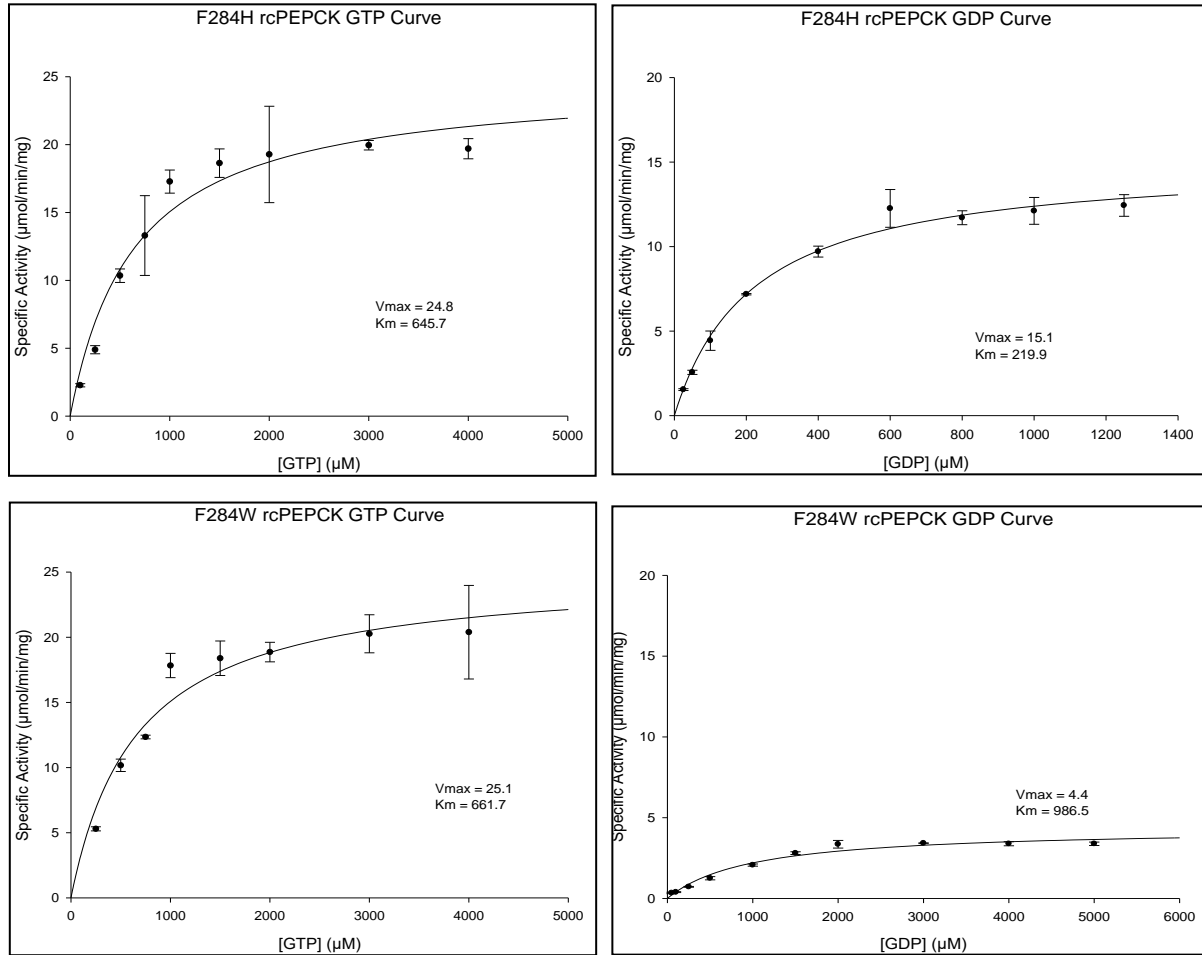 F284H rcPEPCK GTP Curve
Specific Activity (µmol/min/mg)
25
20
15
10
5
0
Vmax = 24.8
Km = 645.7
0 1000 2000 3000 4000 5000
[GTP] (µM)
F284H rcPEPCK GDP Curve
Specific Activity (µmol/min/mg)
20
15
10
5
0
Vmax = 15.1
Km = 219.9
0 200 400 600 800 1000 1200 1400
[GDP] (µM)
F284W rcPEPCK GTP Curve
Specific Activity (µmol/min/mg)
25
20
15
10
5
0
Vmax = 25.1
Km = 661.7
0 1000 2000 3000 4000 5000
[GTP] (µM)
F284W rcPEPCK GDP Curve
Specific Activity (µmol/min/mg)
20
15
10
5
0
Vmax = 4.4
Km = 986.5
0 1000 2000 3000 4000 5000 6000
[GDP] (µM)